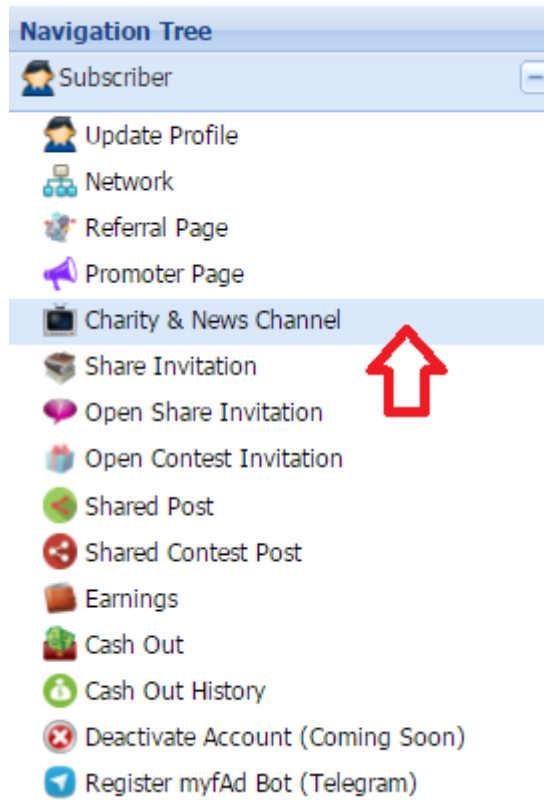 Navigation Tree
Subscriber
Update Profile
Network
Referral Page
Promoter Page
Charity & News Channel
Share Invitation
Open Share Invitation
Open Contest Invitation
Shared Post
Shared Contest Post
Earnings
Cash Out
Cash Out History
Deactivate Account (Coming Soon)
Register myfAd Bot (Telegram)